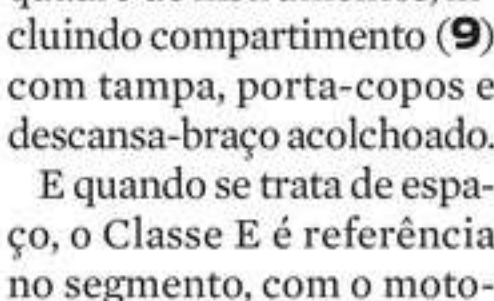 cluindo compartimento (9)
com tampa, porta-copos e
descansa-braço acolchoado.
E quando se trata de espa-
ço, o Classe E é referência
no segmento, com o moto-